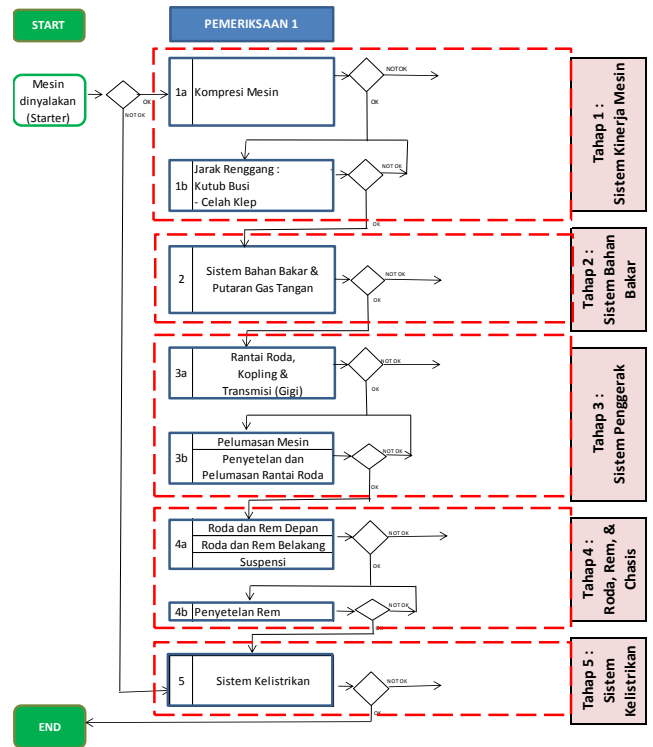 START
PEMERIKSAAN 1
Mesin
dinyalakan
(Starter)
OK
NOT OK
1a
Kompresi Mesin
NOT OK
OK
1b
Jarak Renggang :
Kutub Busi
- Celah Klep
NOT OK
OK
Tahap 1 :
Sistem Kinerja Mesin
2
Sistem Bahan Bakar &
Putaran Gas Tangan
NOT OK
OK
Tahap 2 :
Sistem Bahan
Bakar
3a
Rantai Roda,
Kopling &
Transmisi (Gigi)
NOT OK
OK
3b
Pelumasan Mesin
Penyetelan dan
Pelumasan Rantai Roda
NOT OK
OK
Tahap 3 :
Sistem Penggerak
4a
Roda dan Rem Depan
Roda dan Rem Belakang
Suspensi
NOT OK
OK
4b
Penyetelan Rem
NOT OK
OK
Tahap 4 :
Roda, Rem, &
Chasis
5
Sistem Kelistrikan
NOT OK
OK
Tahap 5 :
Sistem
Kelistrikan
END